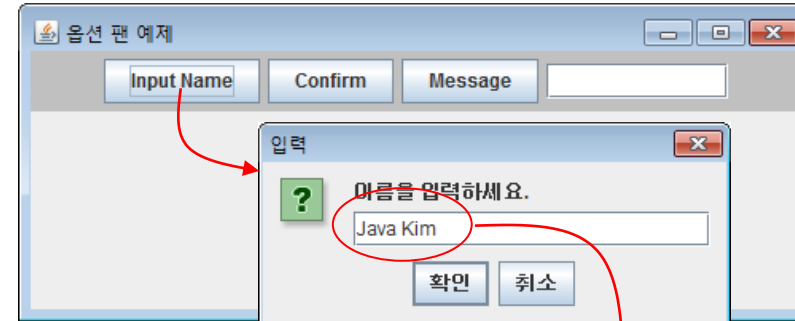 옵션 팬 예제
Input Name Confirm Message
입력
?
이름을 입력하세요.
Java Kim
확인 취소